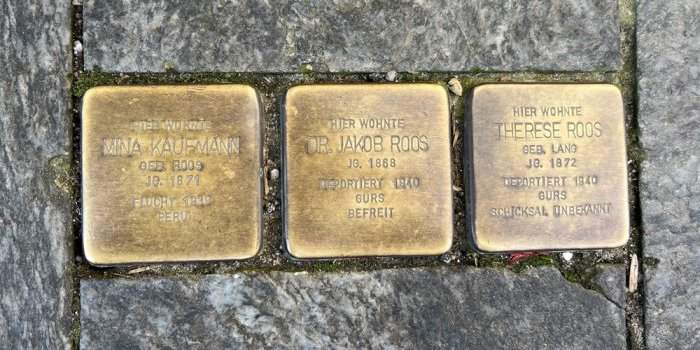 HIER WOHNTE
MINA KAUFMANN
GEB. ROOS
JG. 1871
FLUCHT 1939
PERU
HIER WOHNTE
DR. JAKOB ROOS
JG. 1868
DEPORTIERT 1940
GURS
BEFREIT
HIER WOHNTE
THERESE ROOS
GEB. LANG
JG. 1872
DEPORTIERT 1940
GURS
SCHICKSAL UNBEKANNT